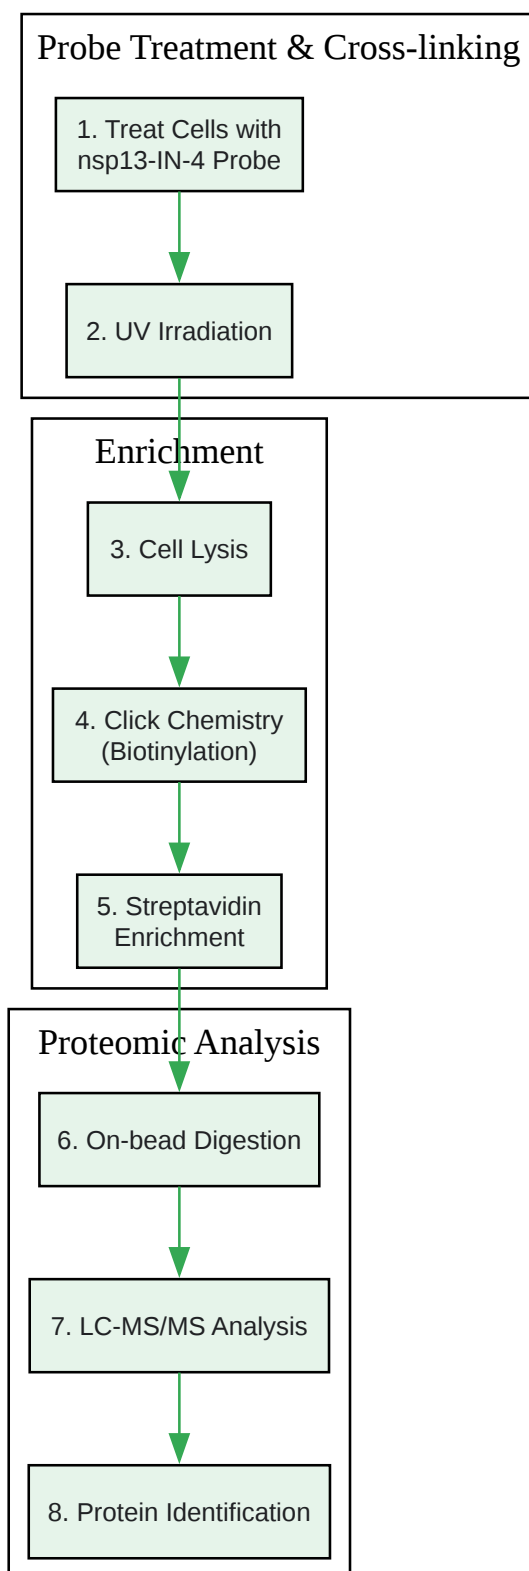 Probe Treatment & Cross-linking
1. Treat Cells with
nsp13-IN-4 Probe
2. UV Irradiation
Enrichment
3. Cell Lysis
4. Click Chemistry
(Biotinylation)
5. Streptavidin
Enrichment
Proteomic Analysis
6. On-bead Digestion
7. LC-MS/MS Analysis
8. Protein Identification